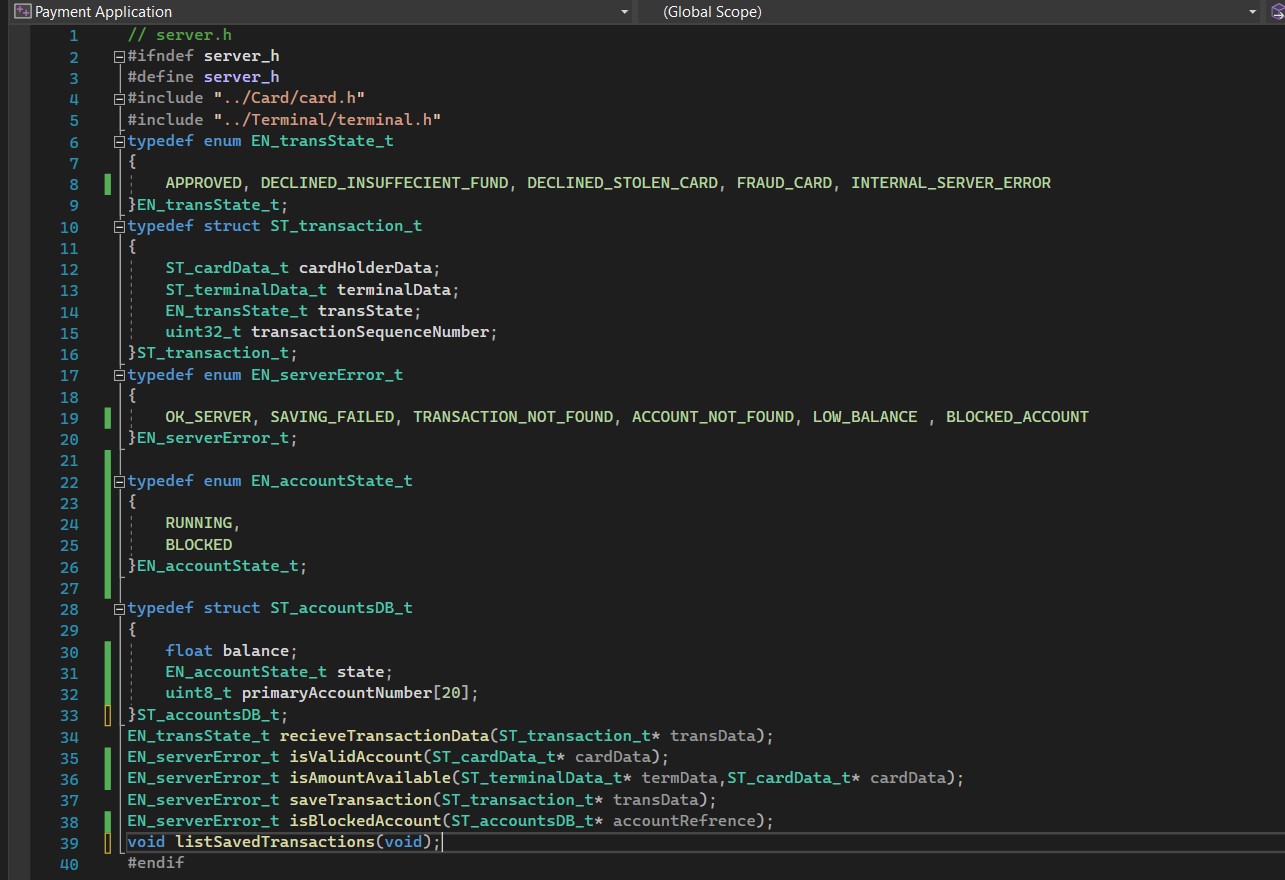 Payment Application (Global Scope)
1 // server.h
2 #ifndef server_h
3 #define server_h
4 #include "../Card/card.h"
5 #include "../Terminal/terminal.h"
6 typedef enum EN_transState_t
7 {
8 APPROVED, DECLINED_INSUFFECIENT_FUND, DECLINED_STOLEN_CARD, FRAUD_CARD, INTERNAL_SERVER_ERROR
9 }EN_transState_t;
10 typedef struct ST_transaction_t
11 {
12 ST_cardData_t cardHolderData;
13 ST_terminalData_t terminalData;
14 EN_transState_t transState;
15 uint32_t transactionSequenceNumber;
16 }ST_transaction_t;
17 typedef enum EN_serverError_t
18 {
19 OK_SERVER, SAVING_FAILED, TRANSACTION_NOT_FOUND, ACCOUNT_NOT_FOUND, LOW_BALANCE , BLOCKED_ACCOUNT
20 }EN_serverError_t;
21
22 typedef enum EN_accountState_t
23 {
24 RUNNING,
25 BLOCKED
26 }EN_accountState_t;
27
28 typedef struct ST_accountsDB_t
29 {
30 float balance;
31 EN_accountState_t state;
32 uint8_t primaryAccountNumber[20];
33 }ST_accountsDB_t;
34 EN_transState_t recieveTransactionData(ST_transaction_t* transData);
35 EN_serverError_t isValidAccount(ST_cardData_t* cardData);
36 EN_serverError_t isAmountAvailable(ST_terminalData_t* termData,ST_cardData_t* cardData);
37 EN_serverError_t saveTransaction(ST_transaction_t* transData);
38 EN_serverError_t isBlockedAccount(ST_accountsDB_t* accountRefrence);
39 void listSavedTransactions(void);
40 #endif